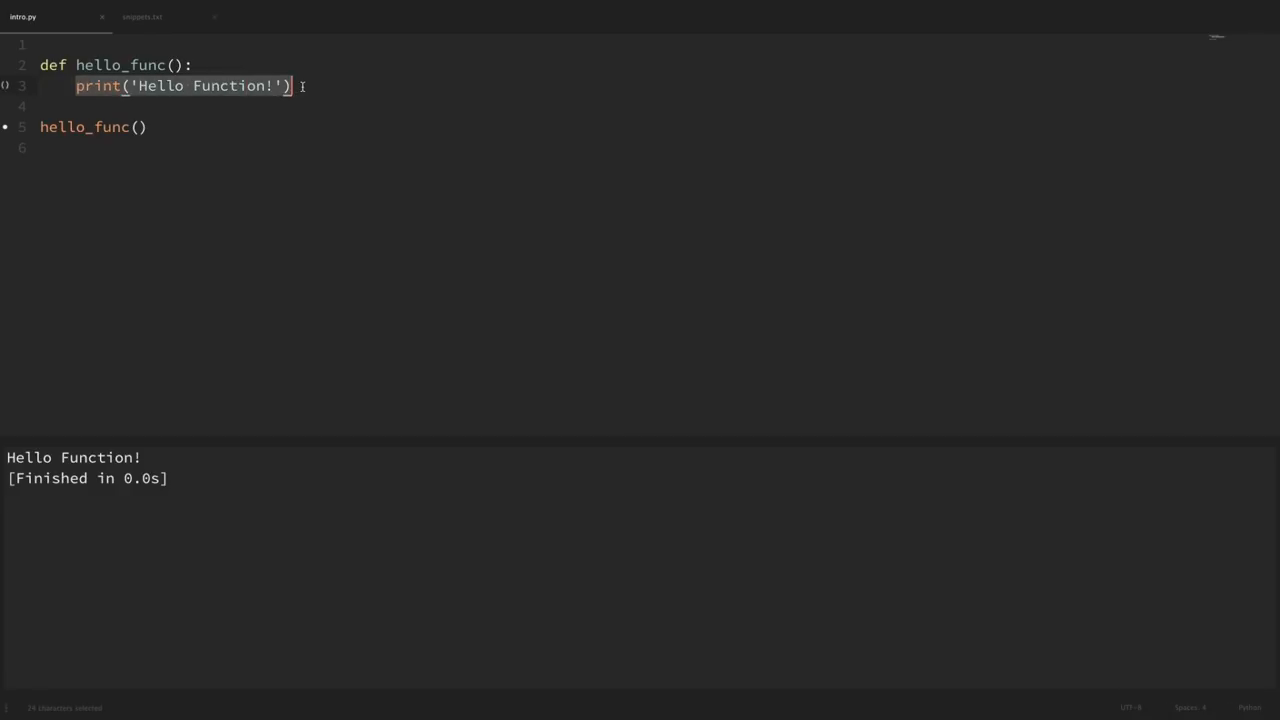 intro.py × snippets.txt ×
1
2 def hello_func():
() 3     print('Hello Function!')
4
• 5 hello_func()
6
Hello Function!
[Finished in 0.0s]
24 characters selected UTF-8 Spaces: 4 Python